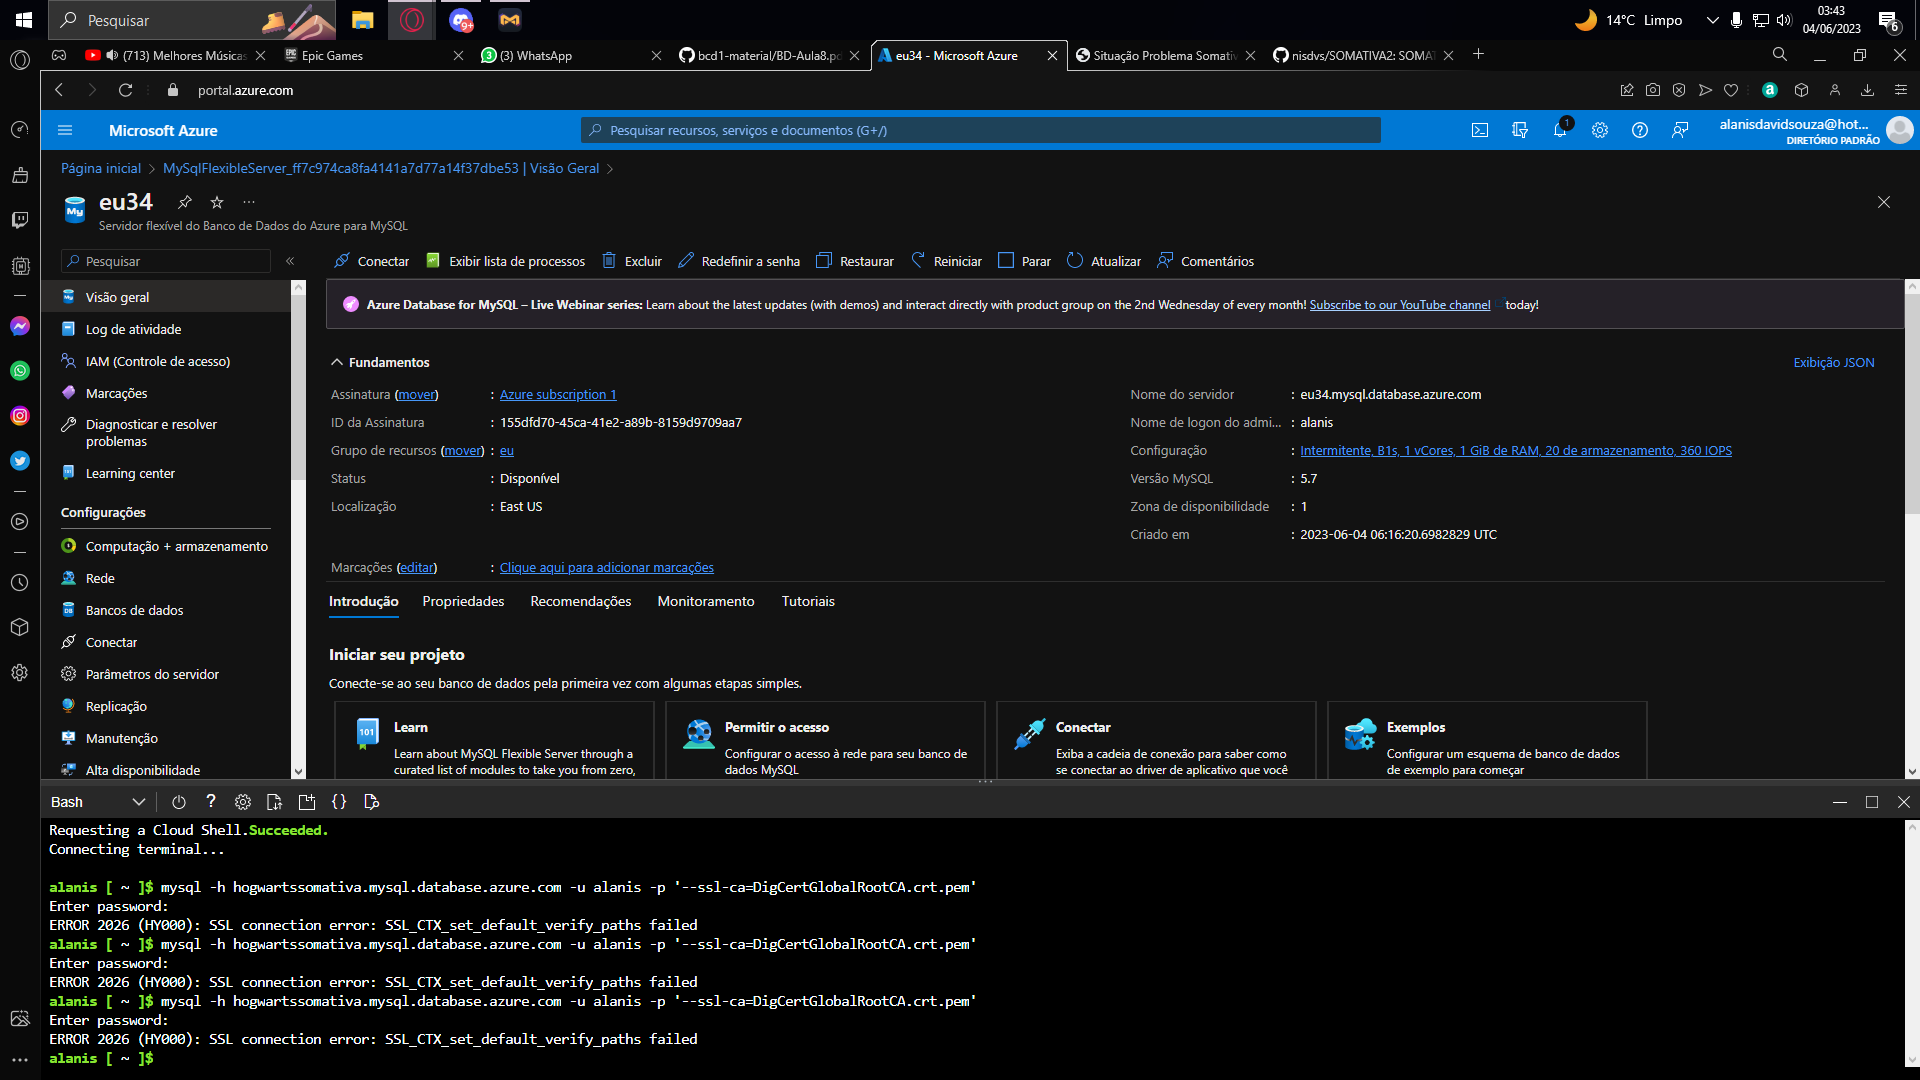 Pesquisar
14°C Limpo
03:43
04/06/2023
6
9+
(713) Melhores Músicas
Epic Games
(3) WhatsApp
bcd1-material/BD-Aula8.pd
eu34 - Microsoft Azure
Situação Problema Somativ
nisdvs/SOMATIVA2: SOMAT
portal.azure.com
Microsoft Azure
Pesquisar recursos, serviços e documentos (G+/)
1
alanisdavidsouza@hot...
DIRETÓRIO PADRÃO
Página inicial > MySqlFlexibleServer_ff7c974ca8fa4141a7d77a14f37dbe53 | Visão Geral >
My
eu34
Servidor flexível do Banco de Dados do Azure para MySQL
Pesquisar
Conectar
Exibir lista de processos
Excluir
Redefinir a senha
Restaurar
Reiniciar
Parar
Atualizar
Comentários
Visão geral
Log de atividade
IAM (Controle de acesso)
Marcações
Diagnosticar e resolver
problemas
Learning center
Configurações
Computação + armazenamento
Rede
Bancos de dados
Conectar
Parâmetros do servidor
Replicação
Manutenção
Alta disponibilidade
Azure Database for MySQL – Live Webinar series: Learn about the latest updates (with demos) and interact directly with product group on the 2nd Wednesday of every month! Subscribe to our YouTube channel today!
Fundamentos
Exibição JSON
Assinatura (mover) : Azure subscription 1
ID da Assinatura : 155dfd70-45ca-41e2-a89b-8159d9709aa7
Grupo de recursos (mover) : eu
Status : Disponível
Localização : East US
Nome do servidor : eu34.mysql.database.azure.com
Nome de logon do admi... : alanis
Configuração : Intermitente, B1s, 1 vCores, 1 GiB de RAM, 20 de armazenamento, 360 IOPS
Versão MySQL : 5.7
Zona de disponibilidade : 1
Criado em : 2023-06-04 06:16:20.6982829 UTC
Marcações (editar) : Clique aqui para adicionar marcações
Introdução
Propriedades
Recomendações
Monitoramento
Tutoriais
Iniciar seu projeto
Conecte-se ao seu banco de dados pela primeira vez com algumas etapas simples.
101
Learn
Learn about MySQL Flexible Server through a
curated list of modules to take you from zero,
Permitir o acesso
Configurar o acesso à rede para seu banco de
dados MySQL
Conectar
Exiba a cadeia de conexão para saber como
se conectar ao driver de aplicativo que você
Exemplos
Configurar um esquema de banco de dados
de exemplo para começar
Bash
Requesting a Cloud Shell.Succeeded.
Connecting terminal...
alanis [ ~ ]$ mysql -h hogwartssomativa.mysql.database.azure.com -u alanis -p '--ssl-ca=DigCertGlobalRootCA.crt.pem'
Enter password:
ERROR 2026 (HY000): SSL connection error: SSL_CTX_set_default_verify_paths failed
alanis [ ~ ]$ mysql -h hogwartssomativa.mysql.database.azure.com -u alanis -p '--ssl-ca=DigCertGlobalRootCA.crt.pem'
Enter password:
ERROR 2026 (HY000): SSL connection error: SSL_CTX_set_default_verify_paths failed
alanis [ ~ ]$ mysql -h hogwartssomativa.mysql.database.azure.com -u alanis -p '--ssl-ca=DigCertGlobalRootCA.crt.pem'
Enter password:
ERROR 2026 (HY000): SSL connection error: SSL_CTX_set_default_verify_paths failed
alanis [ ~ ]$